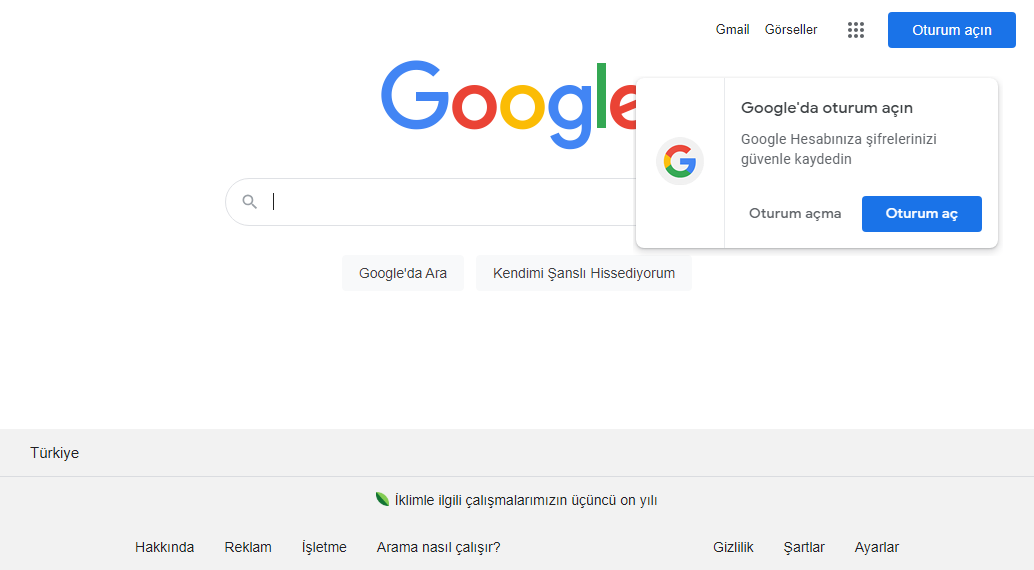 Gmail Görseller Oturum açın
Google
Google'da oturum açın
Google Hesabınıza şifrelerinizi
güvenle kaydedin
Oturum açma Oturum aç
Google'da Ara Kendimi Şanslı Hissediyorum
Türkiye
İklimle ilgili çalışmalarımızın üçüncü on yılı
Hakkında Reklam İşletme Arama nasıl çalışır? Gizlilik Şartlar Ayarlar